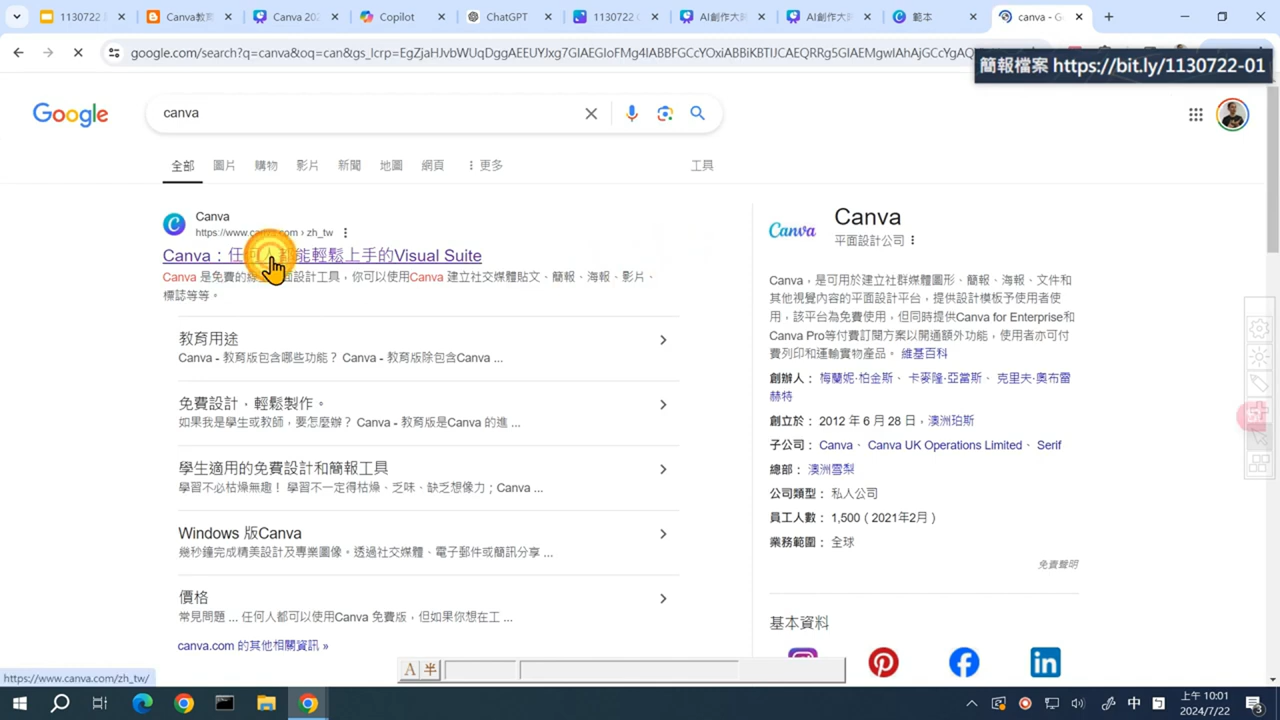 1130722
Canva教
Canva 202
Copilot
ChatGPT
1130722 C
AI創作大
AI創作大
範本
canva - G
google.com/search?q=canva&oq=can&gs_lcrp=EgZjaHJvbWUqDggAEEUYJxg7GIAEGIoFMg4IABBFGCcYOxiABBiKBTIJCAEQRRg5GIAEMgwIAhAjGCcYgAQ
簡報檔案 https://bit.ly/1130722-01
Google
canva
全部
圖片
購物
影片
新聞
地圖
網頁
更多
工具
Canva
https://www.canva.com › zh_tw
Canva：任何人都能輕鬆上手的Visual Suite
Canva 是免費的線上平面設計工具，你可以使用Canva 建立社交媒體貼文、簡報、海報、影片、
標誌等等。
教育用途
Canva - 教育版包含哪些功能？ Canva - 教育版除包含Canva ...
免費設計，輕鬆製作。
如果我是學生或教師，要怎麼辦？ Canva - 教育版是Canva 的進 ...
學生適用的免費設計和簡報工具
學習不必枯燥無趣！ 學習不一定得枯燥、乏味、缺乏想像力；Canva ...
Windows 版Canva
幾秒鐘完成精美設計及專業圖像。透過社交媒體、電子郵件或簡訊分享 ...
價格
常見問題 ... 任何人都可以使用Canva 免費版，但如果你想在工 ...
canva.com 的其他相關資訊 »
Canva
Canva
平面設計公司
Canva，是可用於建立社群媒體圖形、簡報、海報、文件和
其他視覺內容的平面設計平台，提供設計模板予使用者使
用，該平台為免費使用，但同時提供Canva for Enterprise和
Canva Pro等付費訂閱方案以開通額外功能，使用者亦可付
費列印和運輸實物產品。 維基百科
創辦人： 梅蘭妮·柏金斯、 卡麥隆·亞當斯、 克里夫·奧布雷
赫特
創立於： 2012 年 6 月 28 日，澳洲珀斯
子公司： Canva、 Canva UK Operations Limited、 Serif
總部： 澳洲雪梨
公司類型： 私人公司
員工人數： 1,500（2021年2月）
業務範圍： 全球
免責聲明
基本資料
A 半
https://www.canva.com/zh_tw/
中
上午 10:01
2024/7/22
3